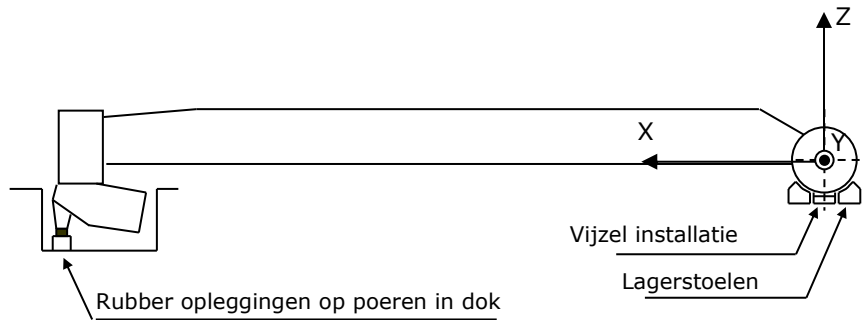 Z
X
Y
Vijzel installatie
Lagerstoelen
Rubber opleggingen op poeren in dok